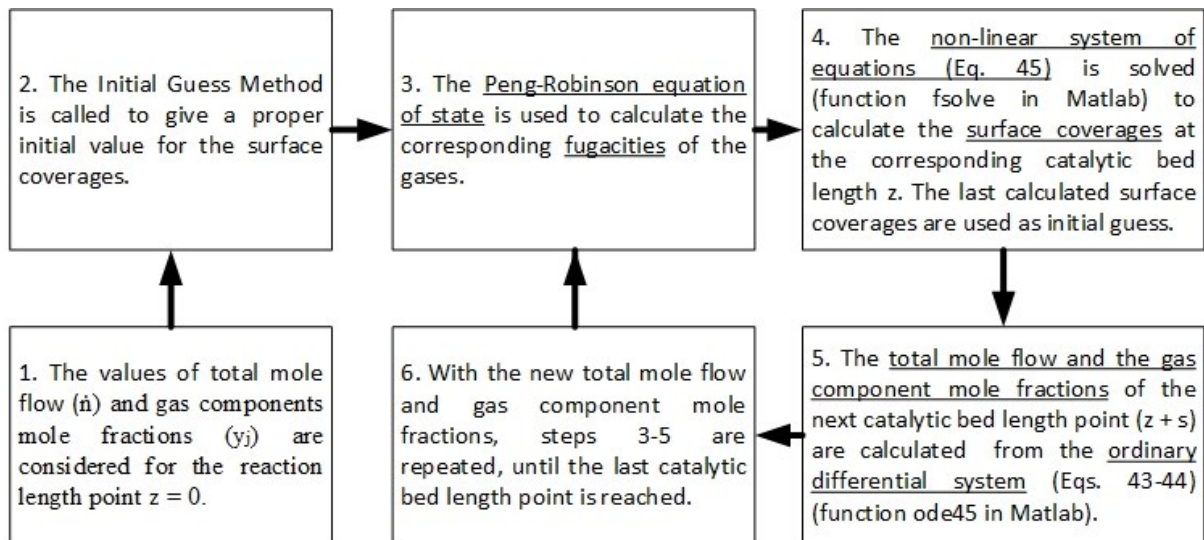 2. The Initial Guess Method
is called to give a proper
initial value for the surface
coverages.
3. The Peng-Robinson equation
of state is used to calculate the
corresponding fugacities of the
gases.
4. The non-linear system of
equations (Eq. 45) is solved
(function fsolve in Matlab) to
calculate the surface coverages at
the corresponding catalytic bed
length z. The last calculated surface
coverages are used as initial guess.
1. The values of total mole
flow (ṅ) and gas components
mole fractions (yj) are
considered for the reaction
length point z = 0.
6. With the new total mole flow
and gas component mole
fractions, steps 3-5 are
repeated, until the last catalytic
bed length point is reached.
5. The total mole flow and the gas
component mole fractions of the
next catalytic bed length point (z + s)
are calculated from the ordinary
differential system (Eqs. 43-44)
(function ode45 in Matlab).